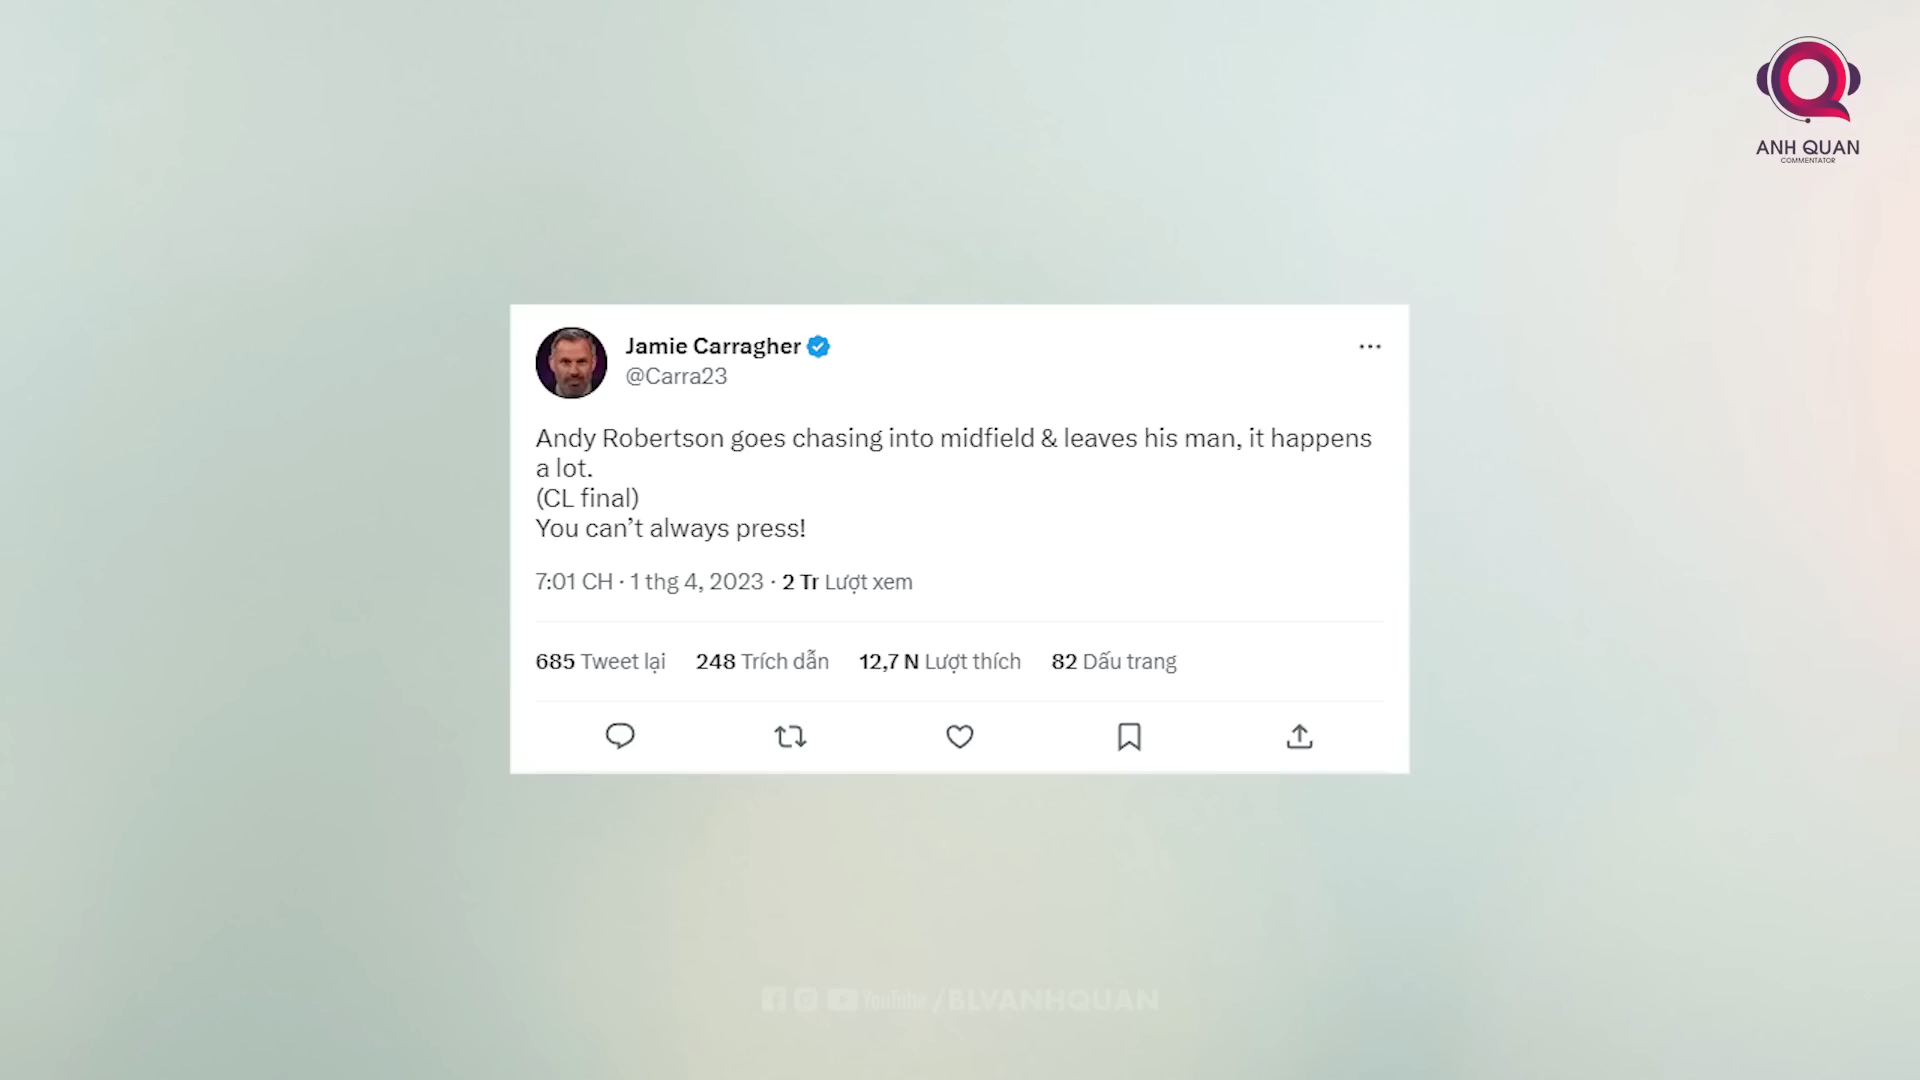 ANH QUAN
COMMENTATOR
Jamie Carragher
@Carra23
Andy Robertson goes chasing into midfield & leaves his man, it happens
a lot.
(CL final)
You can’t always press!
7:01 CH · 1 thg 4, 2023 · 2 Tr Lượt xem
685 Tweet lại 248 Trích dẫn 12,7 N Lượt thích 82 Dấu trang
YouTube /BLVANHQUAN